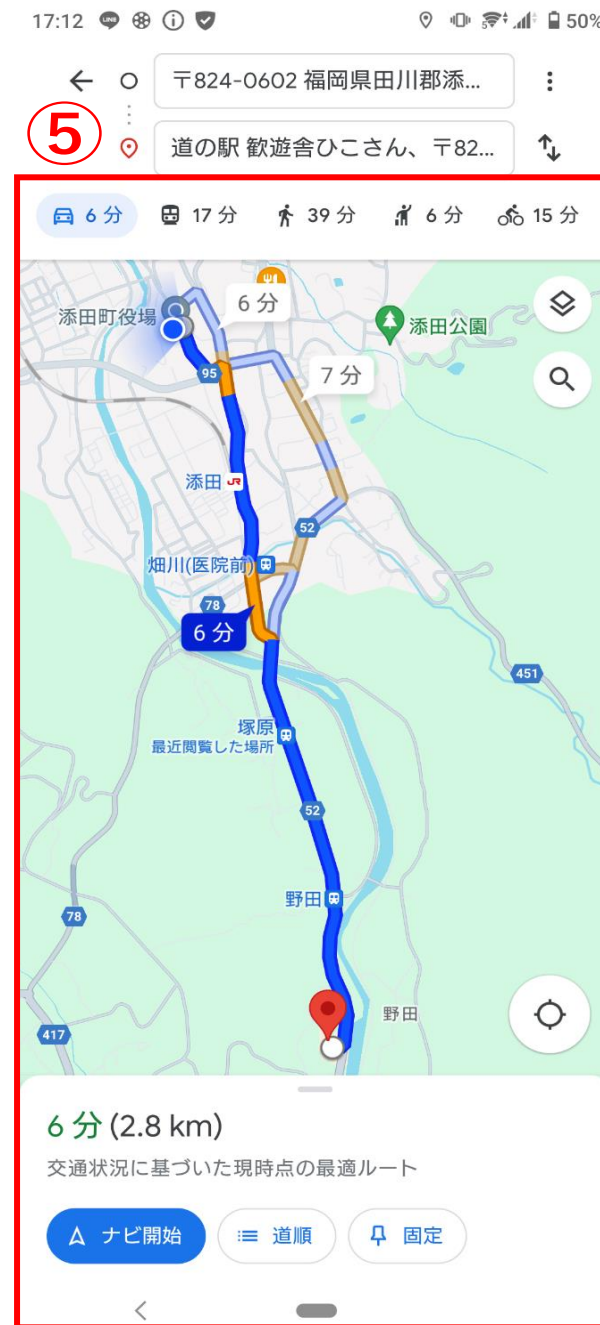 17:12 50%
〒824-0602 福岡県田川郡添...
⑤
道の駅 歓遊舎ひこさん、〒82...
6 分 17 分 39 分 6 分 15 分
添田町役場
6 分
添田公園
95
7 分
添田 JR
52
畑川(医院前)
78
6 分
451
塚原
最近閲覧した場所
52
野田
78
野田
417
6 分 (2.8 km)
交通状況に基づいた現時点の最適ルート
ナビ開始 道順 固定